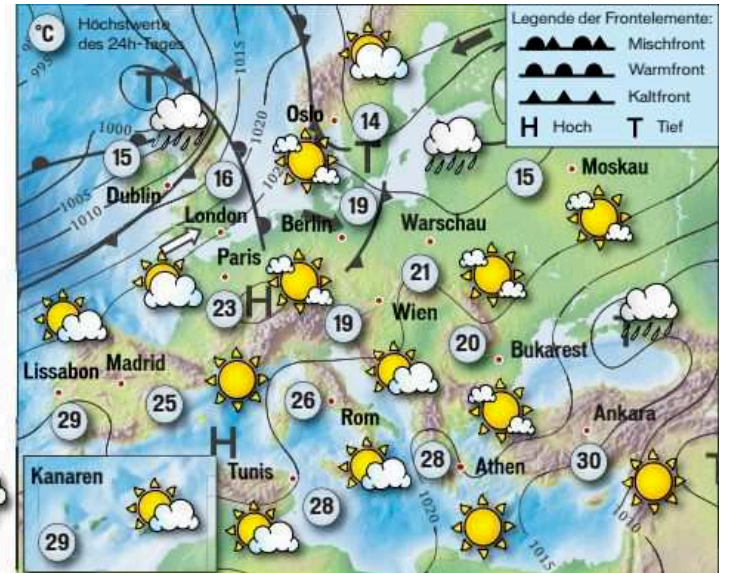 °C Höchstwerte
des 24h-Tages
Legende der Frontelemente:
Mischfront
Warmfront
Kaltfront
H Hoch T Tief
995
1015
T
1000
1020
Oslo
14
T
15
16
Dublin
1005
1010
London
19
Berlin
Warschau
15
Moskau
Paris
23
H
19
Wien
21
20
Bukarest
T
Lissabon
Madrid
29
25
26
Rom
Ankara
30
H
Tunis
28
Athen
28
1020
1015
1010
Kanaren
29